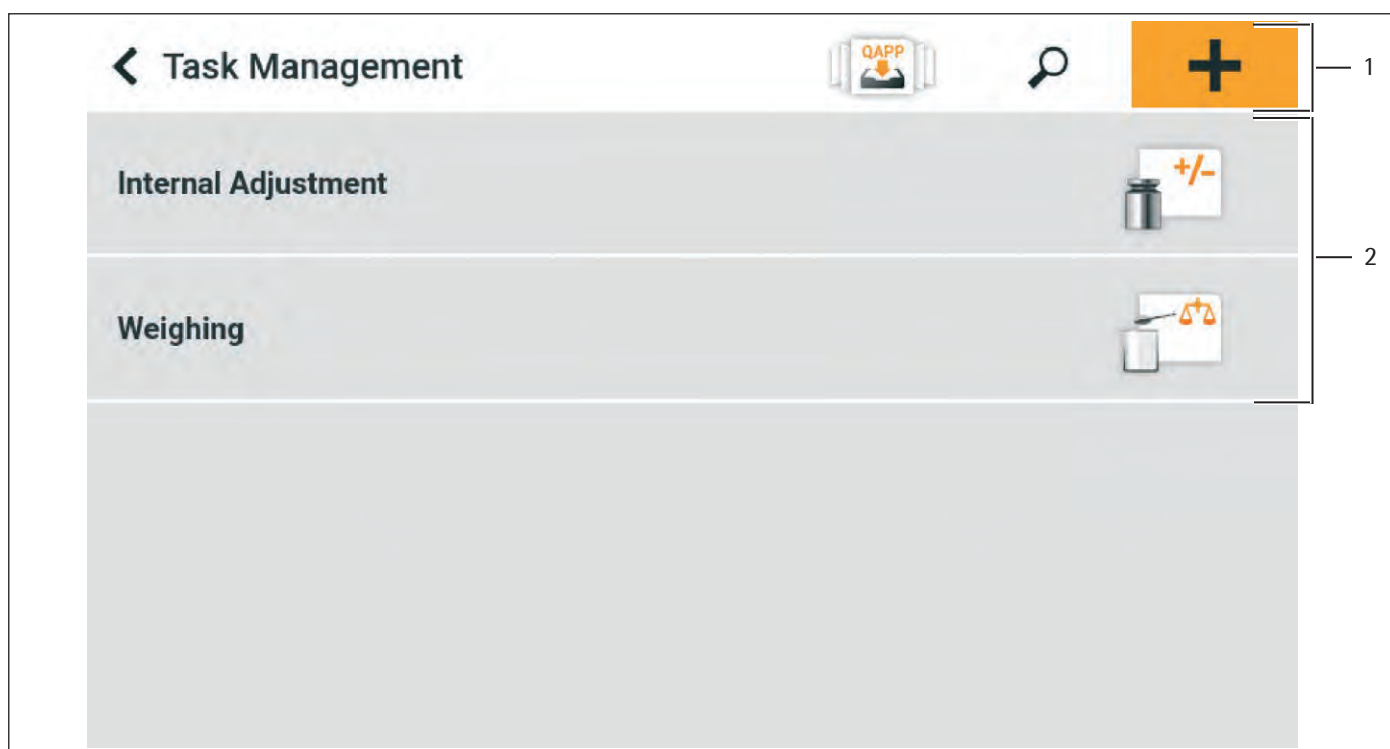 Task Management
QAPP
+
1
Internal Adjustment
+/-
2
Weighing